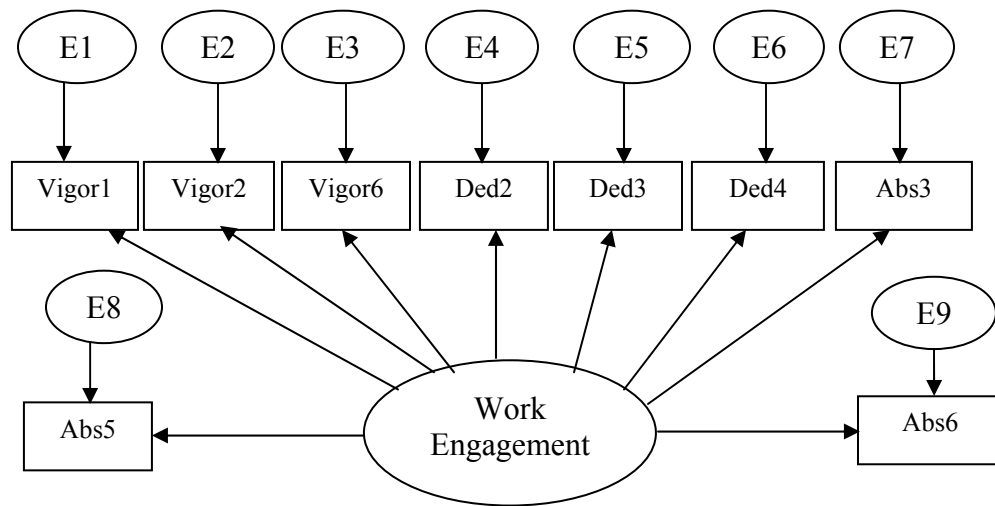 E1
E2
E3
E4
E5
E6
E7
Vigor1
Vigor2
Vigor6
Ded2
Ded3
Ded4
Abs3
E8
E9
Work
Engagement
Abs5
Abs6